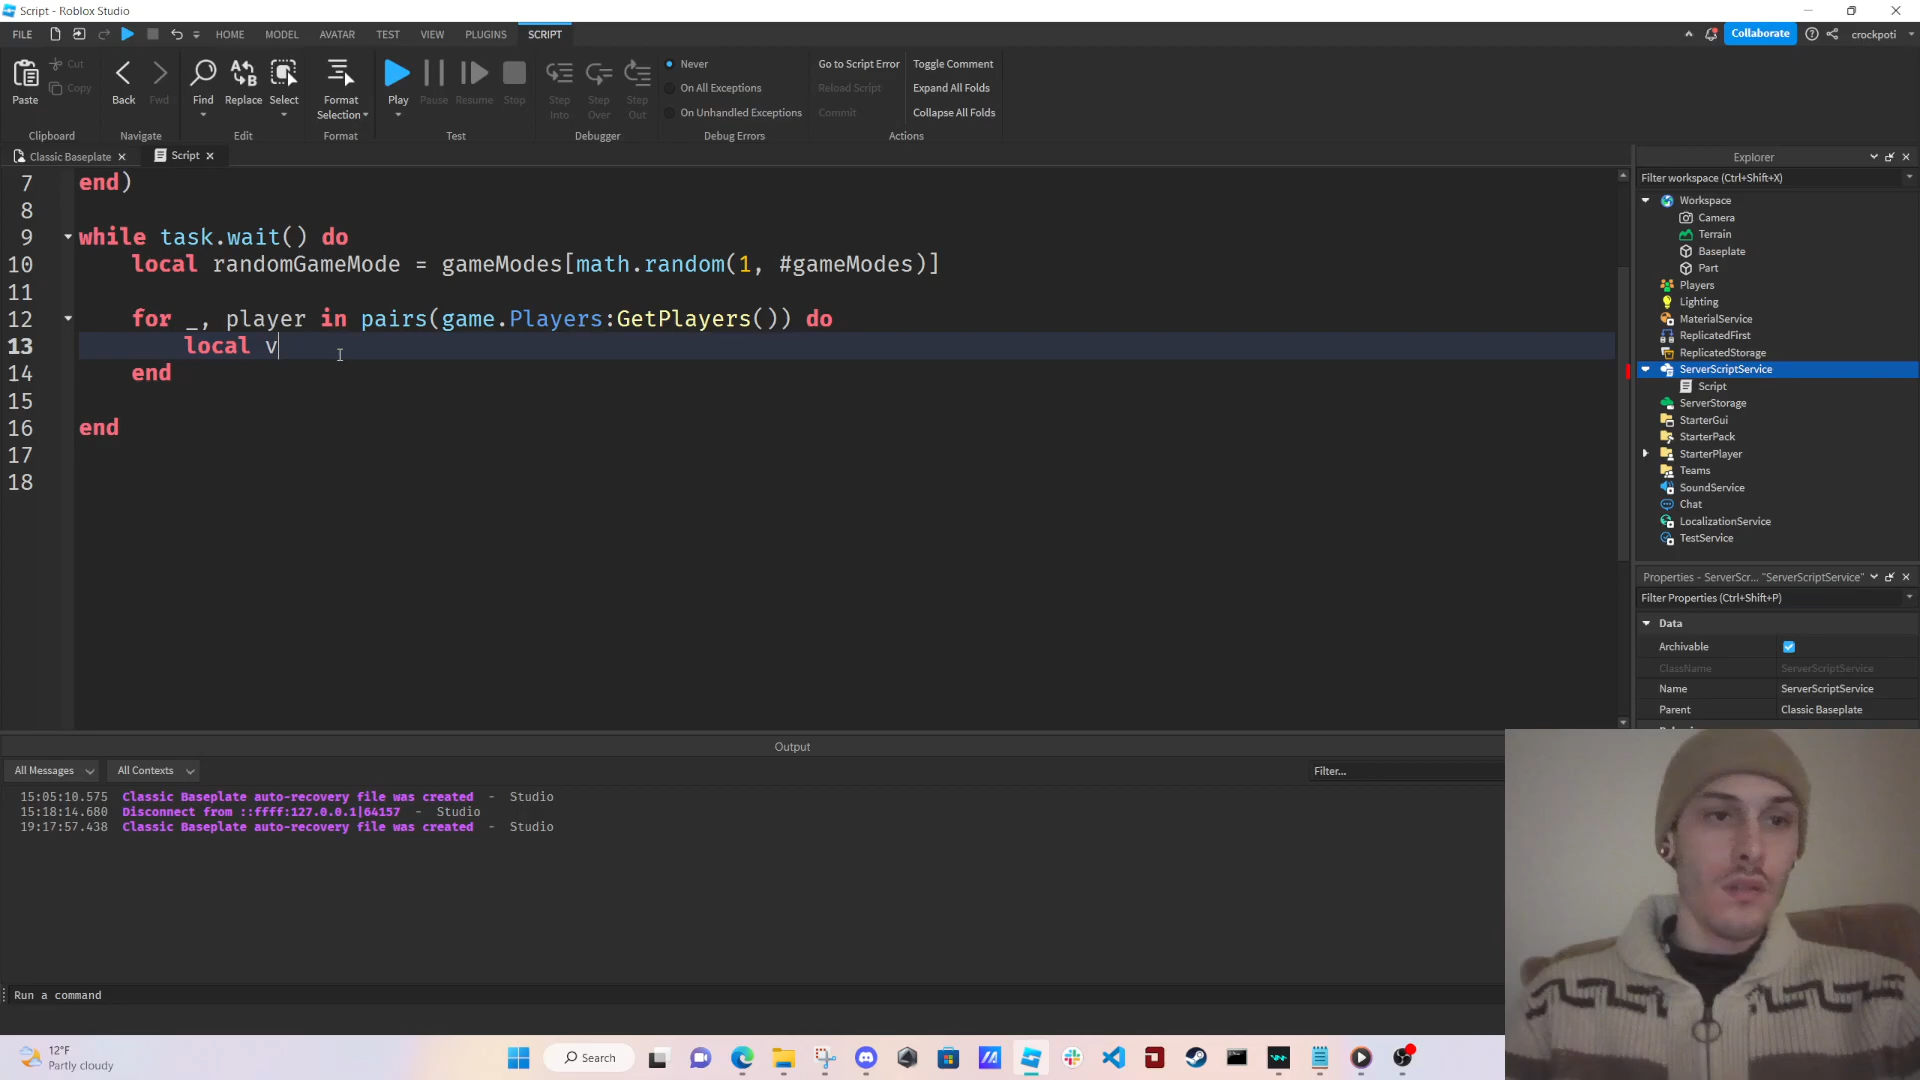 Script - Roblox Studio
FILE HOME MODEL AVATAR TEST VIEW PLUGINS SCRIPT Collaborate crockpoti
Paste Cut Copy Back Fwd Find Replace Select Format Selection Play Pause Resume Stop Step Into Step Over Step Out Never On All Exceptions On Unhandled Exceptions Go to Script Error Reload Script Commit Toggle Comment Expand All Folds Collapse All Folds
Clipboard Navigate Edit Format Test Debugger Debug Errors Actions
Classic Baseplate Script
7 end)
8
9 while task.wait() do
10 local randomGameMode = gameModes[math.random(1, #gameModes)]
11
12 for _, player in pairs(game.Players:GetPlayers()) do
13 local v
14 end
15
16 end
17
18
Explorer
Filter workspace (Ctrl+Shift+X)
Workspace
Camera
Terrain
Baseplate
Part
Players
Lighting
MaterialService
ReplicatedFirst
ReplicatedStorage
ServerScriptService
Script
ServerStorage
StarterGui
StarterPack
StarterPlayer
Teams
SoundService
Chat
LocalizationService
TestService
Properties - ServerScr... "ServerScriptService"
Filter Properties (Ctrl+Shift+P)
Data
Archivable
ClassName ServerScriptService
Name ServerScriptService
Parent Classic Baseplate
Output
All Messages All Contexts Filter...
15:05:10.575 Classic Baseplate auto-recovery file was created - Studio
15:18:14.680 Disconnect from ::ffff:127.0.0.1|64157 - Studio
19:17:57.438 Classic Baseplate auto-recovery file was created - Studio
Run a command
12°F
Partly cloudy
Search